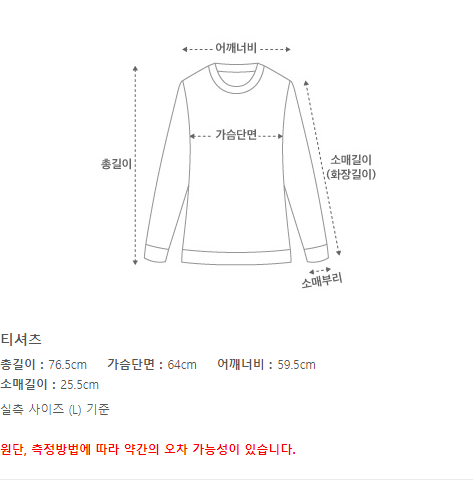 어깨너비
가슴단면
총길이
소매길이
(화장길이)
소매부리
티셔츠
총길이 : 76.5cm 가슴단면 : 64cm 어깨너비 : 59.5cm
소매길이 : 25.5cm
실측 사이즈 (L) 기준
원단, 측정방법에 따라 약간의 오차 가능성이 있습니다.